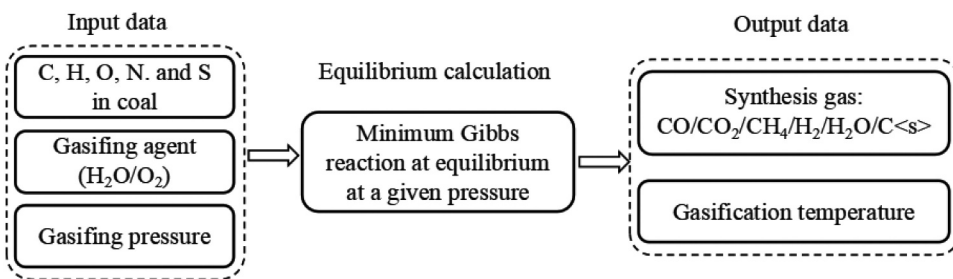 Input data
C, H, O, N. and S
in coal
Gasifing agent
(H₂O/O₂)
Gasifing pressure
Equilibrium calculation
Minimum Gibbs
reaction at equilibrium
at a given pressure
Output data
Synthesis gas:
CO/CO₂/CH₄/H₂/H₂O/C<s>
Gasification temperature